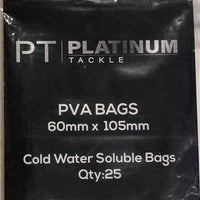 PT | PLATINUM
TACKLE
PVA BAGS
60mm x 105mm
Cold Water Soluble Bags
Qty:25